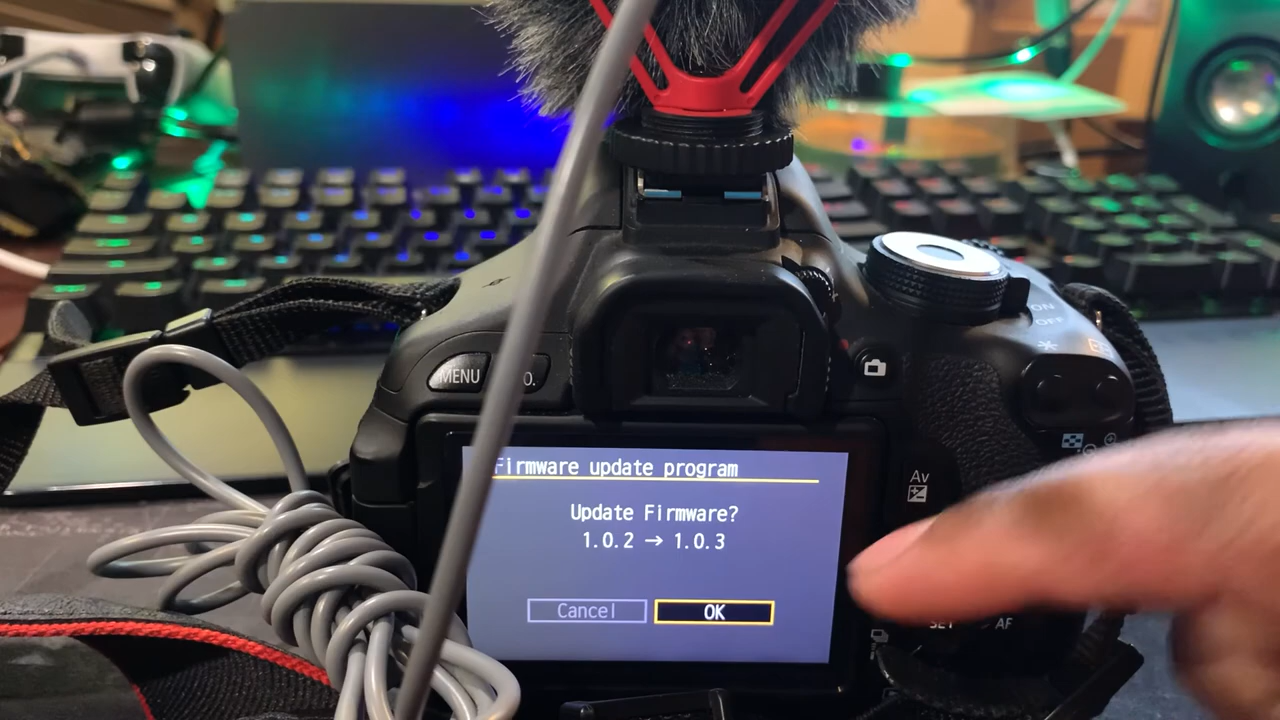 ON
OFF
MENU
O.
Av
Firmware update program
Update Firmware?
1.0.2 → 1.0.3
Cancel
OK
SET
AF